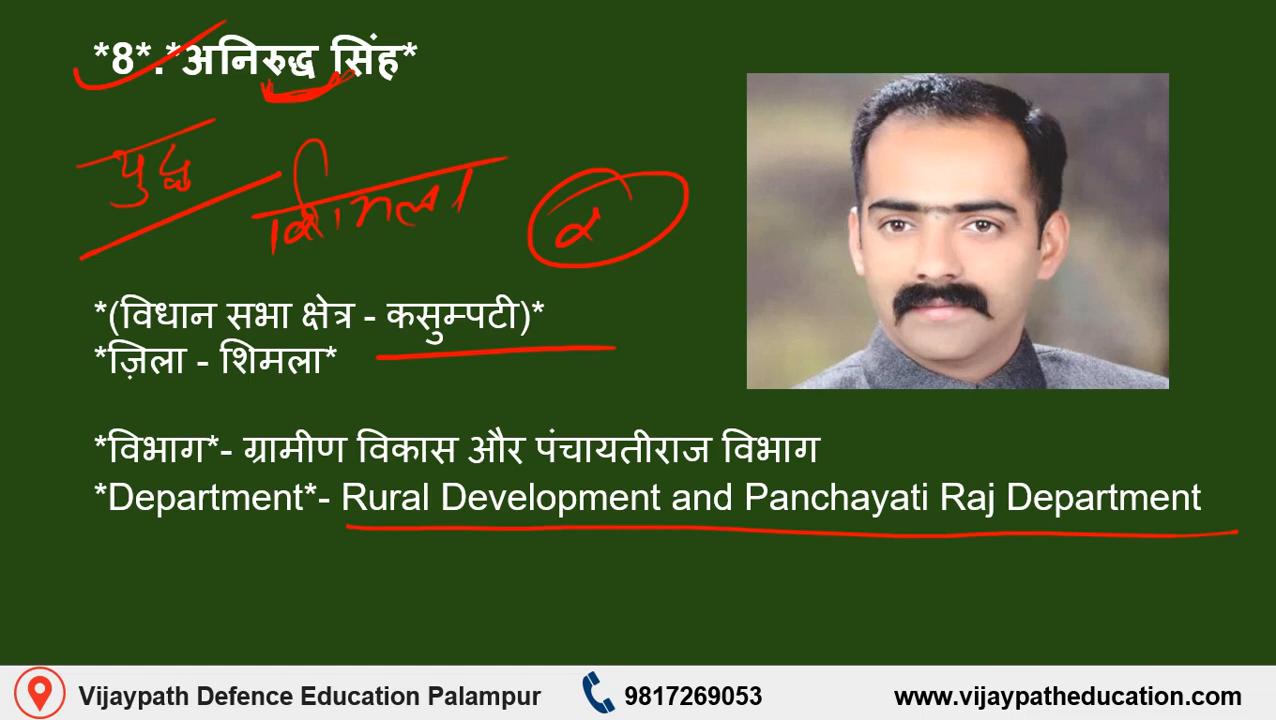 *8*.*अनिरुद्ध सिंह*
युद्ध
शिमला
*(विधान सभा क्षेत्र - कसुम्पटी)*
*ज़िला - शिमला*
*विभाग*- ग्रामीण विकास और पंचायतीराज विभाग
*Department*- Rural Development and Panchayati Raj Department
Vijaypath Defence Education Palampur 9817269053 www.vijaypatheducation.com